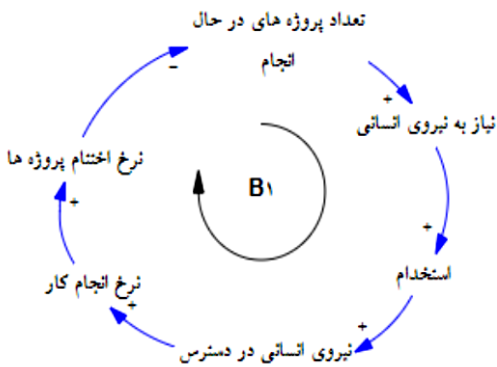 تعداد پروژه های در حال
انجام
+
نیاز به نیروی انسانی
+
استخدام
+
نیروی انسانی در دسترس
+
نرخ انجام کار
+
نرخ اختتام پروژه ها
–
B۱